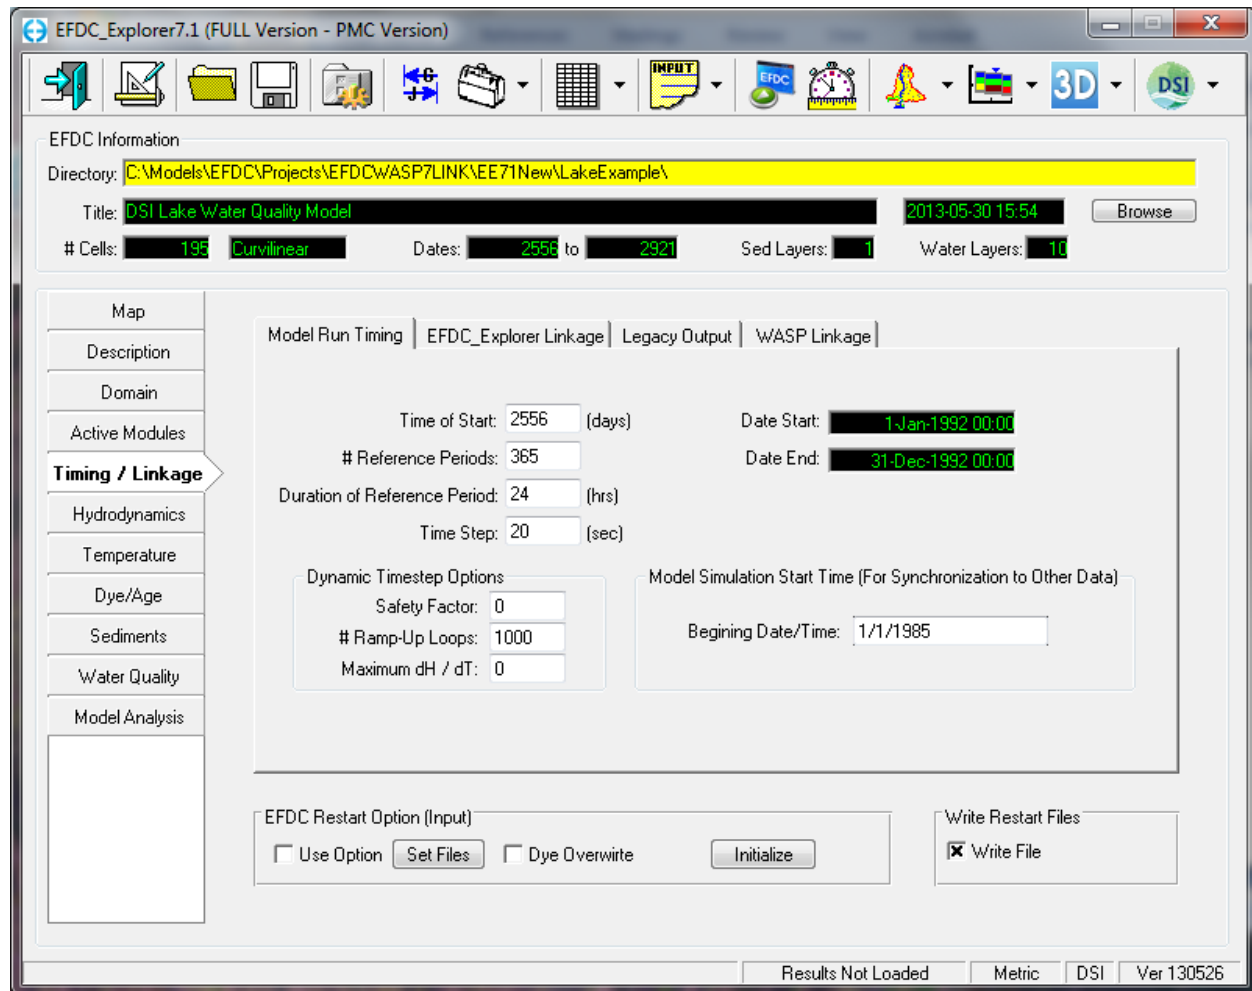 EFDC_Explorer7.1 (FULL Version - PMC Version)
INPUT
EFDC
3D
DSI
EFDC Information
Directory: C:\Models\EFDC\Projects\EFDCWASP7LINK\EE71New\LakeExample\
Title: DSI Lake Water Quality Model 2013-05-30 15:54 Browse
# Cells: 195 Curvilinear Dates: 2556 to 2921 Sed Layers: 1 Water Layers: 10
Map
Description
Domain
Active Modules
Timing / Linkage
Hydrodynamics
Temperature
Dye/Age
Sediments
Water Quality
Model Analysis
Model Run Timing EFDC_Explorer Linkage Legacy Output WASP Linkage
Time of Start: 2556 (days) Date Start: 1-Jan-1992 00:00
# Reference Periods: 365 Date End: 31-Dec-1992 00:00
Duration of Reference Period: 24 (hrs)
Time Step: 20 (sec)
Dynamic Timestep Options
Safety Factor: 0
# Ramp-Up Loops: 1000
Maximum dH / dT: 0
Model Simulation Start Time (For Synchronization to Other Data)
Begining Date/Time: 1/1/1985
EFDC Restart Option (Input)
Use Option Set Files Dye Overwirte Initialize
Write Restart Files
Write File
Results Not Loaded Metric DSI Ver 130526